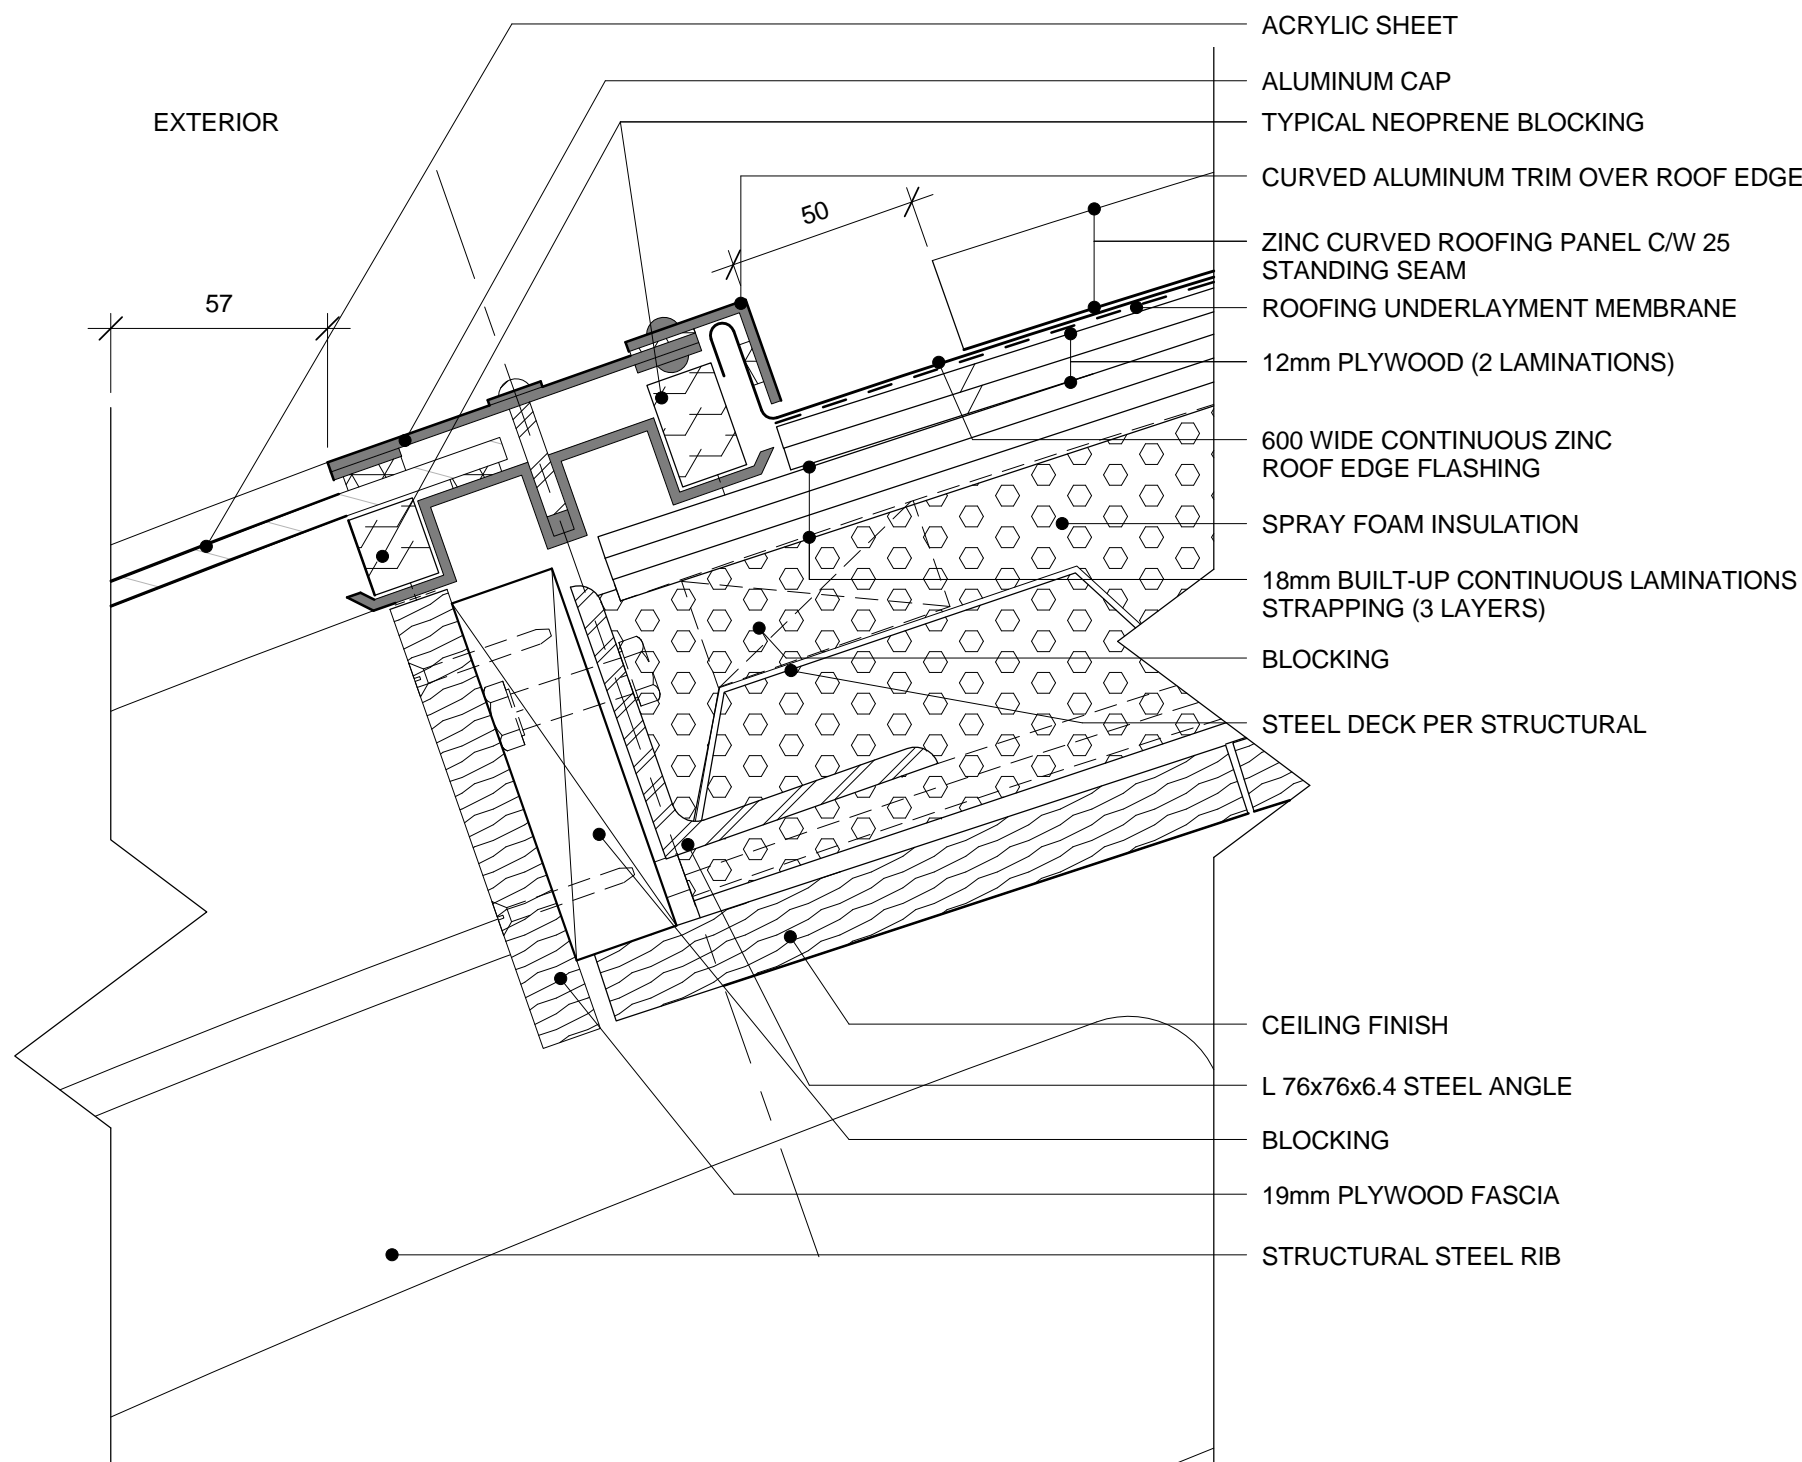 ACRYLIC SHEET
ALUMINUM CAP
EXTERIOR
TYPICAL NEOPRENE BLOCKING
CURVED ALUMINUM TRIM OVER ROOF EDGE
50
ZINC CURVED ROOFING PANEL C/W 25
STANDING SEAM
57
ROOFING UNDERLAYMENT MEMBRANE
12mm PLYWOOD (2 LAMINATIONS)
600 WIDE CONTINUOUS ZINC
ROOF EDGE FLASHING
SPRAY FOAM INSULATION
18mm BUILT-UP CONTINUOUS LAMINATIONS
STRAPPING (3 LAYERS)
BLOCKING
STEEL DECK PER STRUCTURAL
CEILING FINISH
L 76x76x6.4 STEEL ANGLE
BLOCKING
19mm PLYWOOD FASCIA
STRUCTURAL STEEL RIB